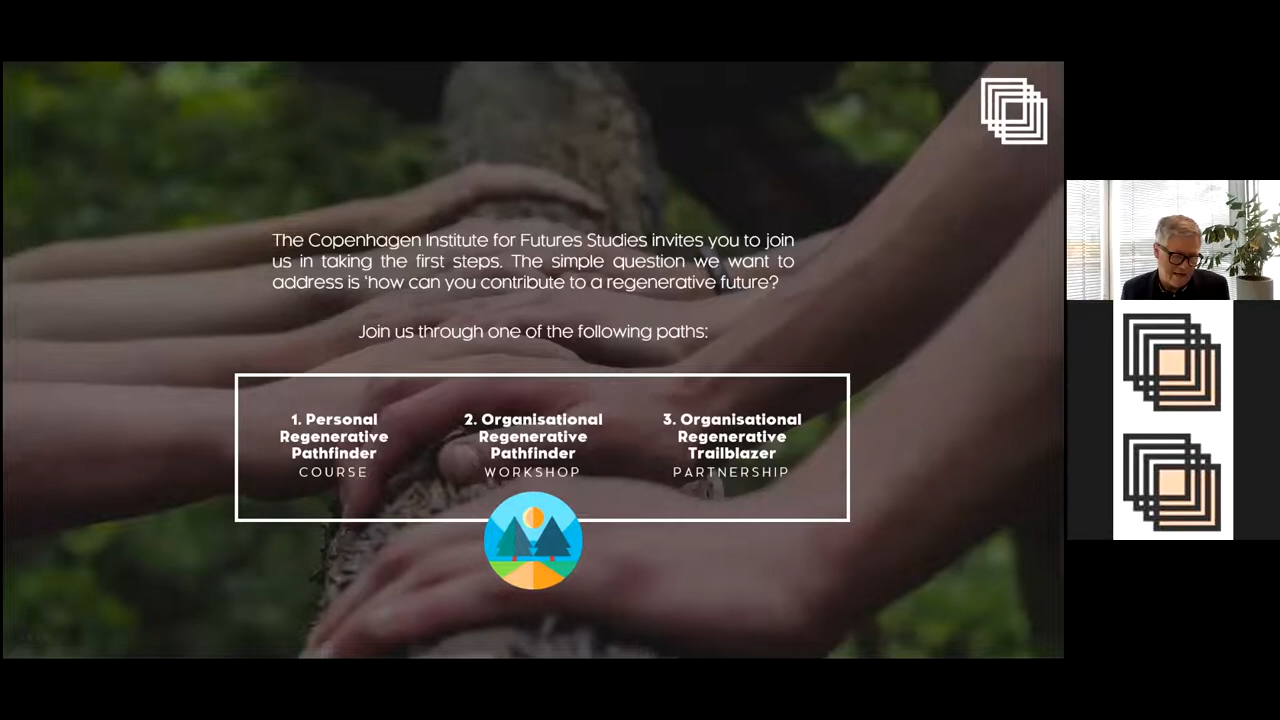 The Copenhagen Institute for Futures Studies invites you to join
us in taking the first steps. The simple question we want to
address is 'how can you contribute to a regenerative future?
Join us through one of the following paths:
1. Personal
Regenerative
Pathfinder
COURSE
2. Organisational
Regenerative
Pathfinder
WORKSHOP
3. Organisational
Regenerative
Trailblazer
PARTNERSHIP